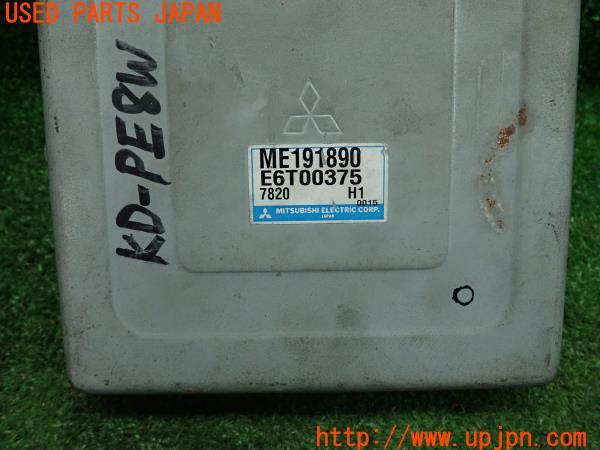 USED PARTS JAPAN
KD-PE8W
ME191890
E6T00375
7820 H1
0015
MITSUBISHI ELECTRIC CORP.
JAPAN
http://www.upjpn.com/